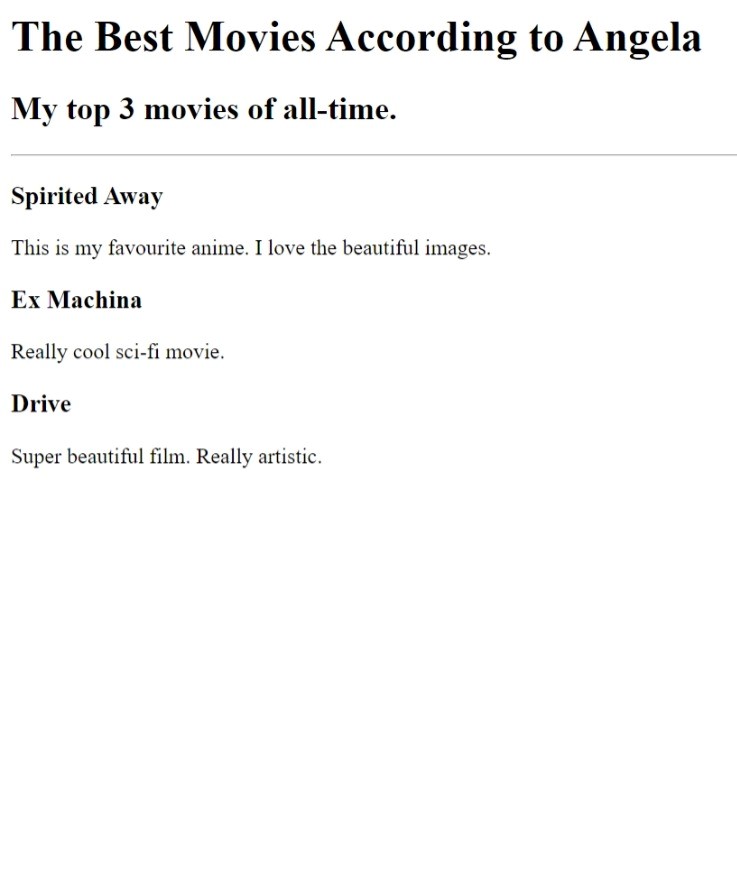 The Best Movies According to Angela
My top 3 movies of all-time.
Spirited Away
This is my favourite anime. I love the beautiful images.
Ex Machina
Really cool sci-fi movie.
Drive
Super beautiful film. Really artistic.